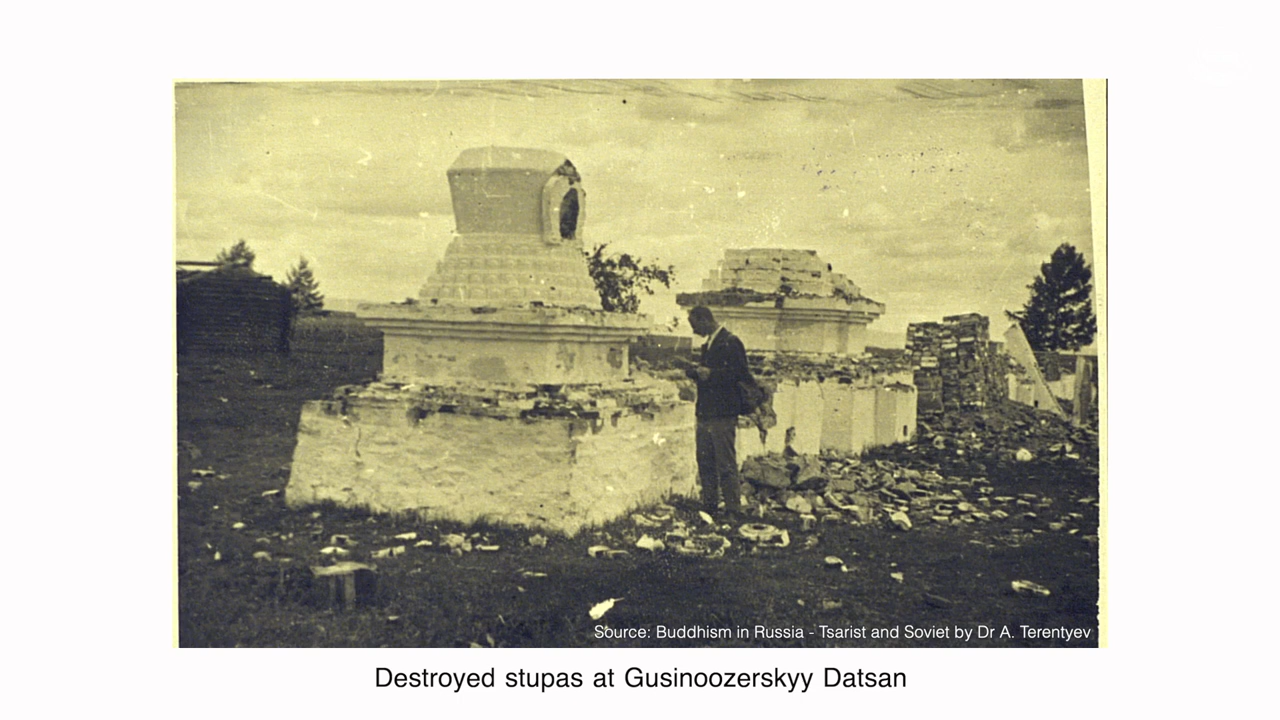 Source: Buddhism in Russia - Tsarist and Soviet by Dr A. Terentyev
Destroyed stupas at Gusinoozerskyy Datsan